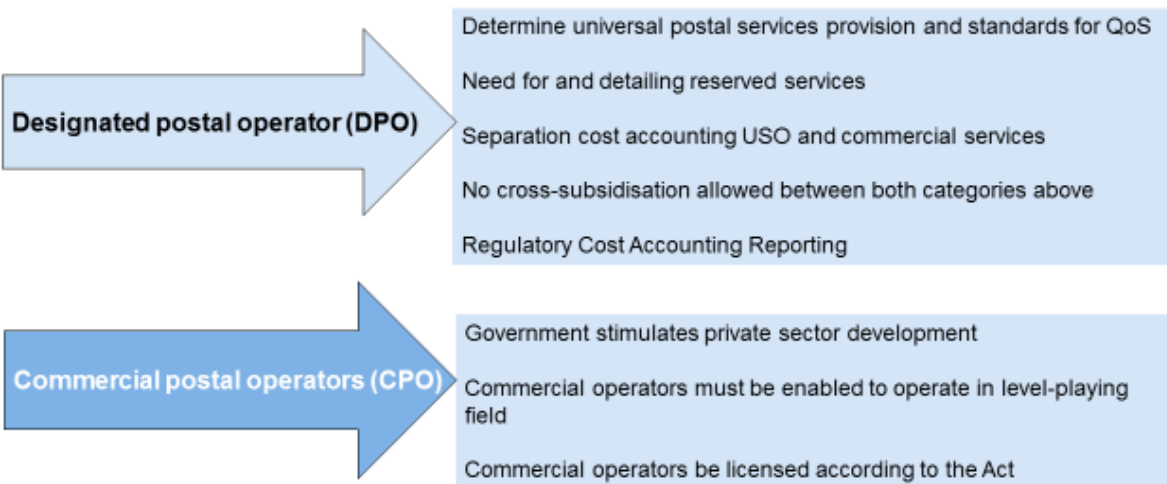 Designated postal operator (DPO)
Determine universal postal services provision and standards for QoS
Need for and detailing reserved services
Separation cost accounting USO and commercial services
No cross-subsidisation allowed between both categories above
Regulatory Cost Accounting Reporting
Commercial postal operators (CPO)
Government stimulates private sector development
Commercial operators must be enabled to operate in level-playing
field
Commercial operators be licensed according to the Act